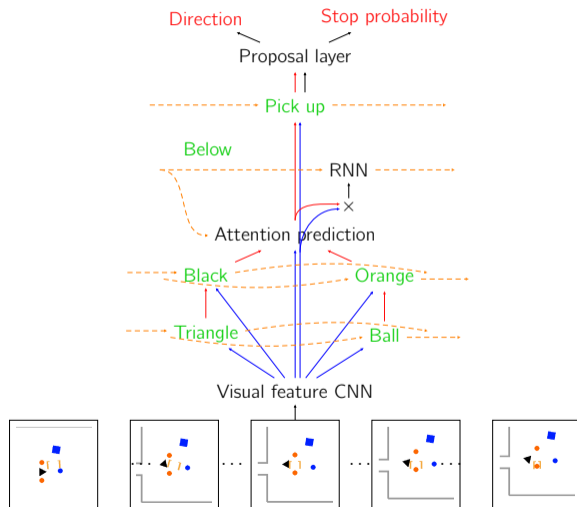 Direction Stop probability
Proposal layer
Pick up
Below
RNN
×
Attention prediction
Black Orange
Triangle Ball
Visual feature CNN
... ... ... ...